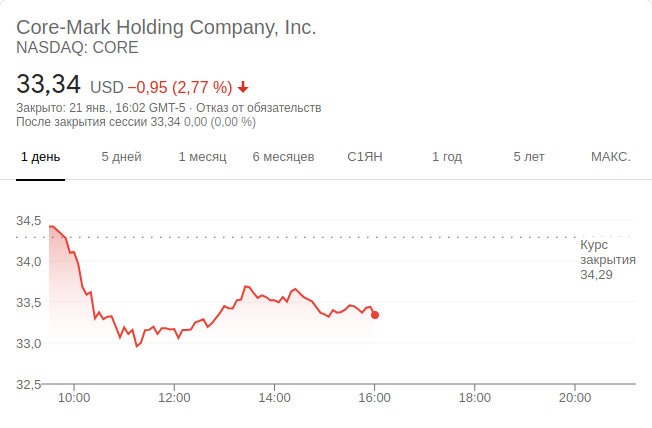 Core-Mark Holding Company, Inc.
NASDAQ: CORE
33,34 USD −0,95 (2,77 %)
Закрыто: 21 янв., 16:02 GMT-5 · Отказ от обязательств
После закрытия сессии 33,34 0,00 (0,00 %)
1 день 5 дней 1 месяц 6 месяцев С1ЯН 1 год 5 лет МАКС.
34,5
Курс
закрытия
34,29
34,0
33,5
33,0
32,5
10:00 12:00 14:00 16:00 18:00 20:00